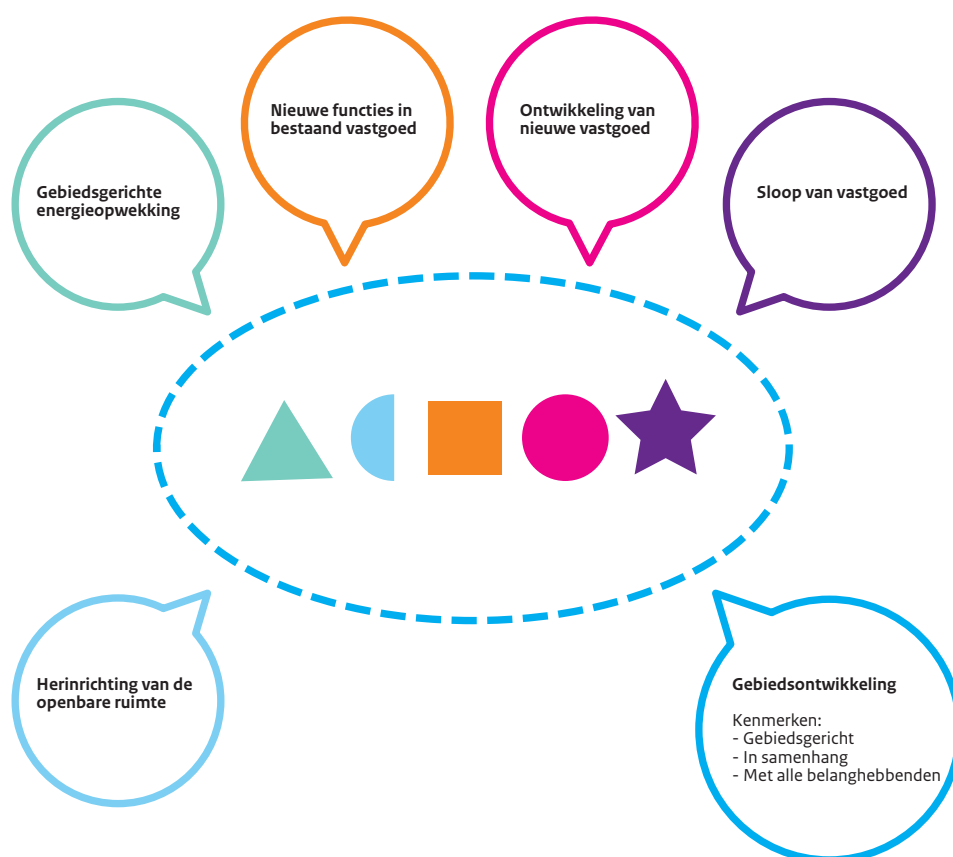 Nieuwe functies in
bestaand vastgoed
Ontwikkeling van
nieuwe vastgoed
Gebiedsgerichte
energieopwekking
Sloop van vastgoed
Herinrichting van de
openbare ruimte
Gebiedsontwikkeling
Kenmerken:
- Gebiedsgericht
- In samenhang
- Met alle belanghebbenden